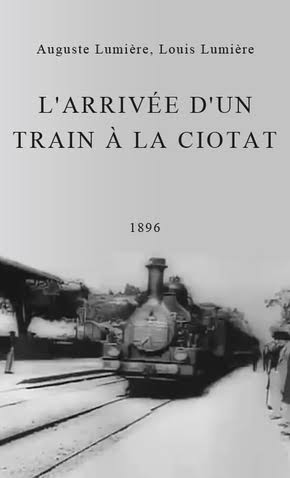 Auguste Lumière, Louis Lumière
L'ARRIVÉE D'UN
TRAIN À LA CIOTAT
1896